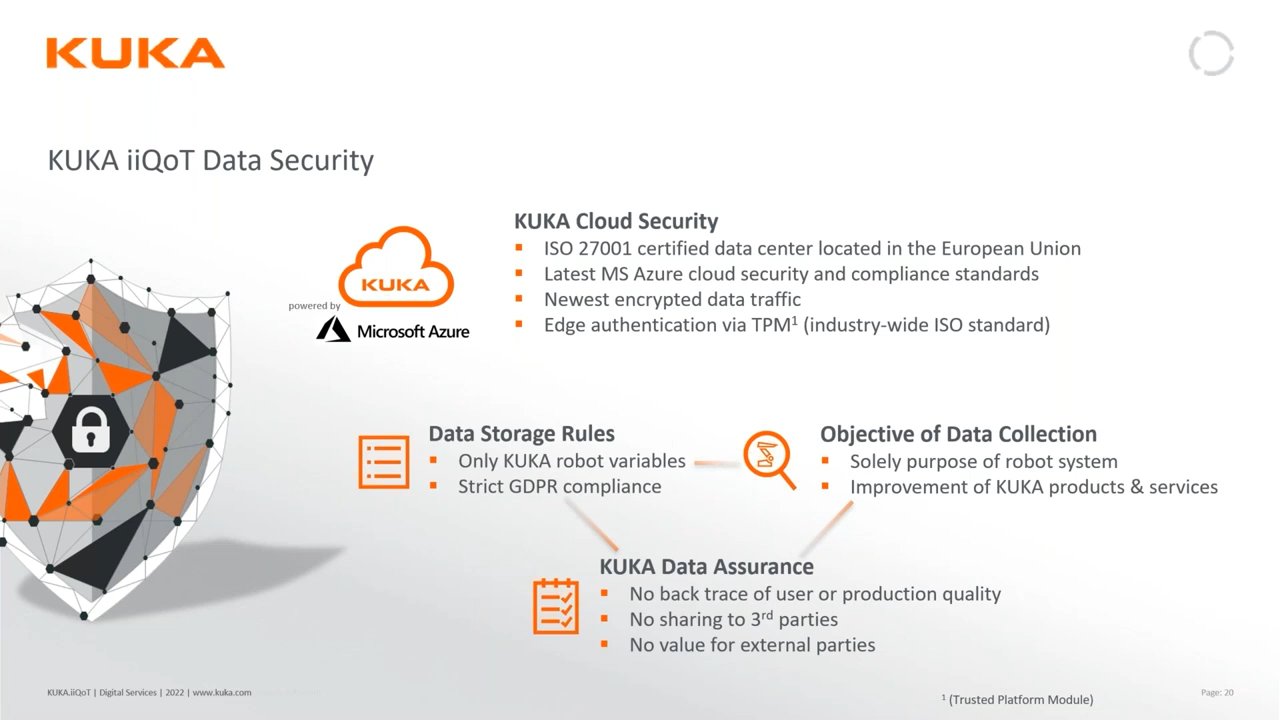 KUKA
KUKA iiQoT Data Security
KUKA Cloud Security
▪ ISO 27001 certified data center located in the European Union
▪ Latest MS Azure cloud security and compliance standards
▪ Newest encrypted data traffic
▪ Edge authentication via TPM¹ (industry-wide ISO standard)
KUKA
powered by
Microsoft Azure
Data Storage Rules
▪ Only KUKA robot variables
▪ Strict GDPR compliance
Objective of Data Collection
▪ Solely purpose of robot system
▪ Improvement of KUKA products & services
KUKA Data Assurance
▪ No back trace of user or production quality
▪ No sharing to 3rd parties
▪ No value for external parties
KUKA.iiQoT | Digital Services | 2022 | www.kuka.com
¹ (Trusted Platform Module)
Page: 20